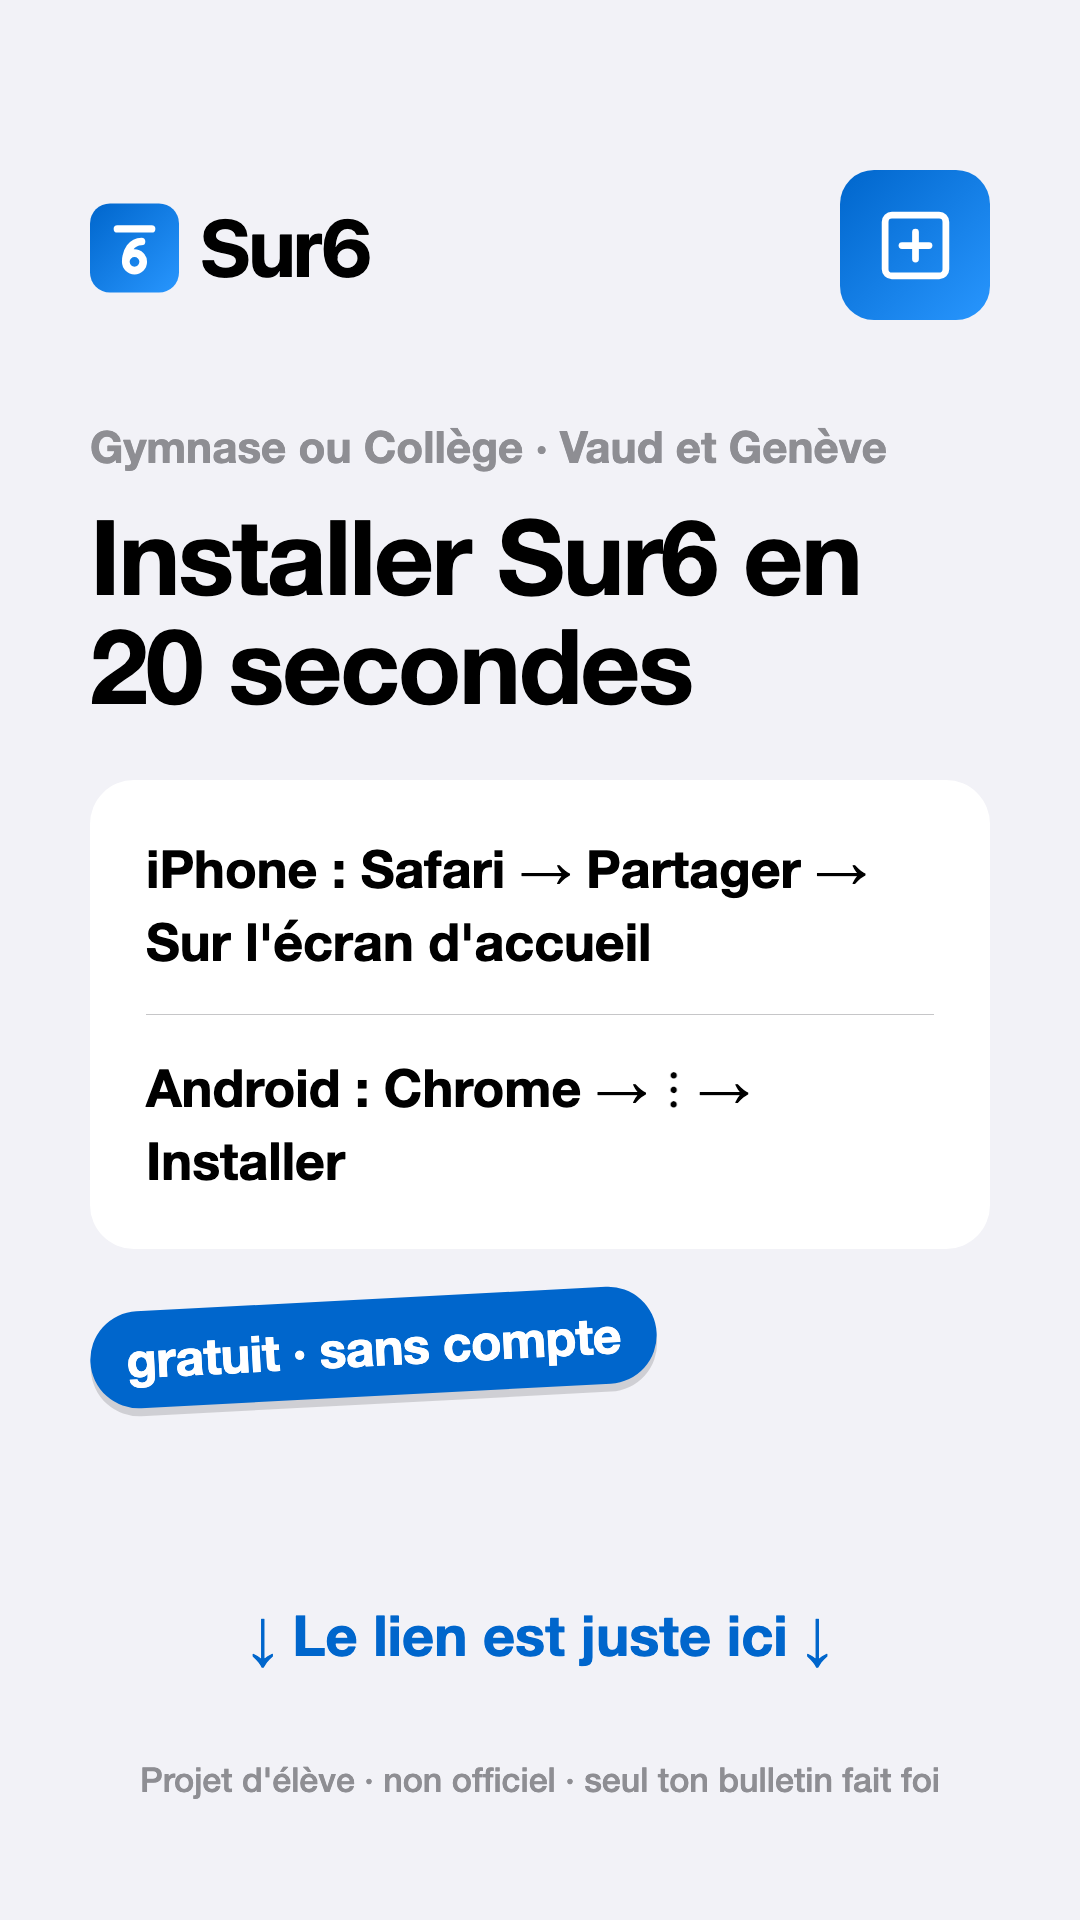 6
Sur6
Gymnase ou Collège · Vaud et Genève
Installer Sur6 en
20 secondes
iPhone : Safari → Partager →
Sur l'écran d'accueil
Android : Chrome → ⋮ →
Installer
gratuit · sans compte
↓ Le lien est juste ici ↓
Projet d'élève · non officiel · seul ton bulletin fait foi